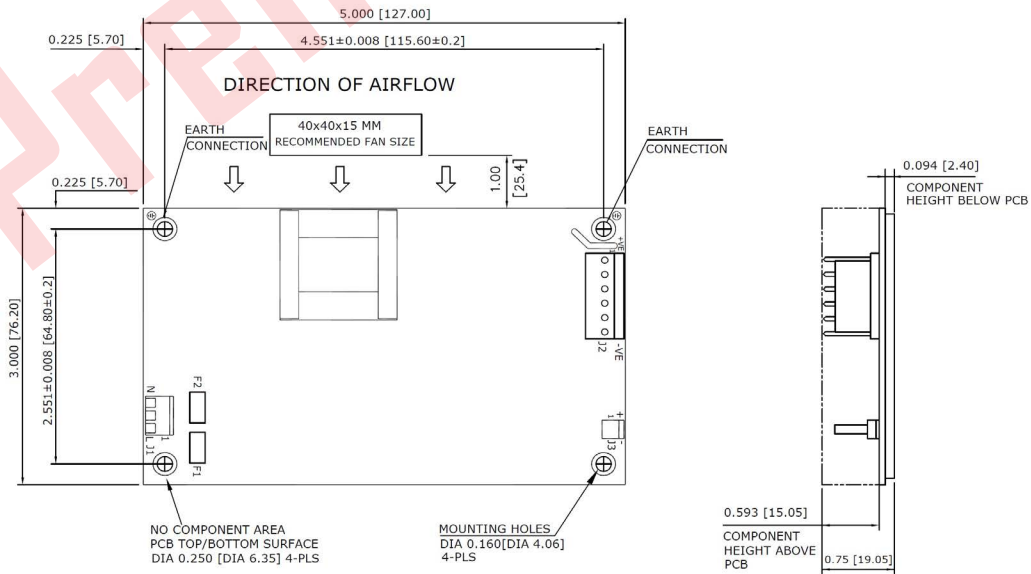 5.000 [127.00]
0.225 [5.70]
4.551±0.008 [115.60±0.2]
DIRECTION OF AIRFLOW
40x40x15 MM
RECOMMENDED FAN SIZE
EARTH
CONNECTION
EARTH
CONNECTION
1.00
[25.4]
0.225 [5.70]
0.094 [2.40]
COMPONENT
HEIGHT BELOW PCB
3.000 [76.20]
2.551±0.008 [64.80±0.2]
+VE
1
J2
-VE
F2
N
1
L
J1
F1
+
1
-
J3
NO COMPONENT AREA
PCB TOP/BOTTOM SURFACE
DIA 0.250 [DIA 6.35] 4-PLS
MOUNTING HOLES
DIA 0.160[DIA 4.06]
4-PLS
0.593 [15.05]
COMPONENT
HEIGHT ABOVE
PCB
0.75 [19.05]